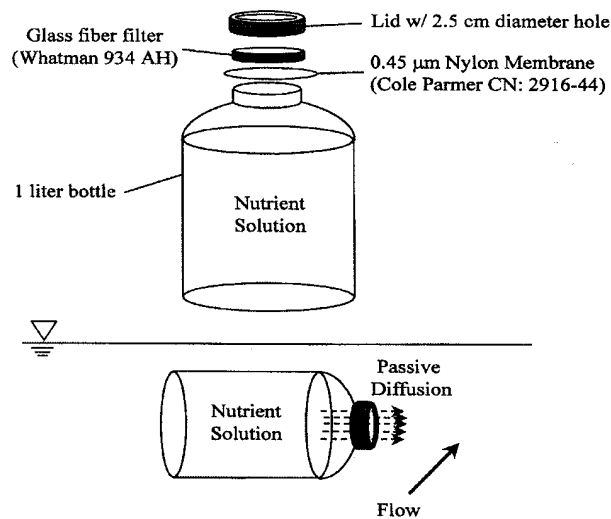 Lid w/ 2.5 cm diameter hole
Glass fiber filter
(Whatman 934 AH)
0.45 µm Nylon Membrane
(Cole Parmer CN: 2916-44)
1 liter bottle
Nutrient
Solution
Passive
Diffusion
Nutrient
Solution
Flow